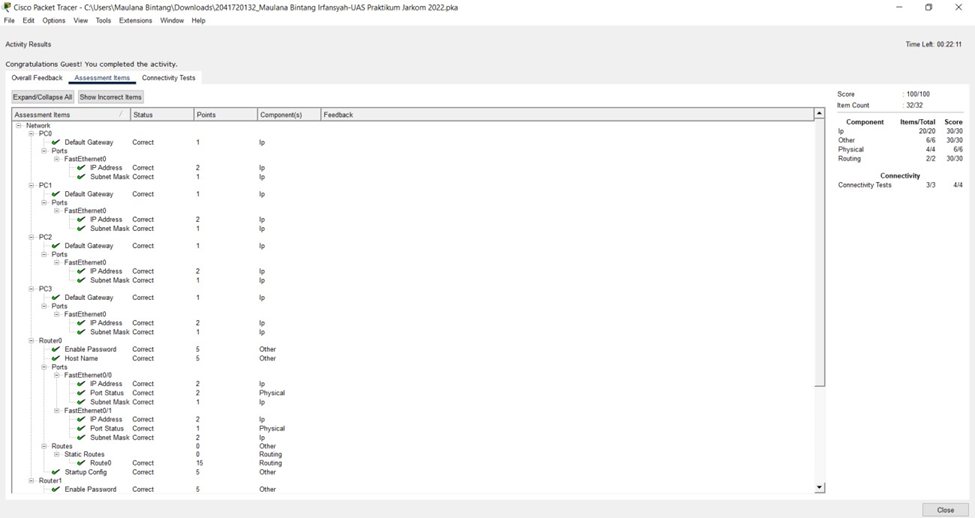 Cisco Packet Tracer - C:\Users\Maulana Bintang\Downloads\2041720132_Maulana Bintang Irfansyah-UAS Praktikum Jarkom 2022.pka
File Edit Options View Tools Extensions Window Help
Activity Results Time Left: 00:22:11
Congratulations Guest! You completed the activity.
Overall Feedback Assessment Items Connectivity Tests
Expand/Collapse All Show Incorrect Items
Assessment Items Status Points Component(s) Feedback
Network
PC0
Default Gateway Correct 1 Ip
Ports
FastEthernet0
IP Address Correct 2 Ip
Subnet Mask Correct 1 Ip
PC1
Default Gateway Correct 1 Ip
Ports
FastEthernet0
IP Address Correct 2 Ip
Subnet Mask Correct 1 Ip
PC2
Default Gateway Correct 1 Ip
Ports
FastEthernet0
IP Address Correct 2 Ip
Subnet Mask Correct 1 Ip
PC3
Default Gateway Correct 1 Ip
Ports
FastEthernet0
IP Address Correct 2 Ip
Subnet Mask Correct 1 Ip
Router0
Enable Password Correct 5 Other
Host Name Correct 5 Other
Ports
FastEthernet0/0
IP Address Correct 2 Ip
Port Status Correct 2 Physical
Subnet Mask Correct 1 Ip
FastEthernet0/1
IP Address Correct 2 Ip
Port Status Correct 1 Physical
Subnet Mask Correct 2 Ip
Routes 0 Other
Static Routes 0 Routing
Route0 Correct 15 Routing
Startup Config Correct 5 Other
Router1
Enable Password Correct 5 Other
Score : 100/100
Item Count : 32/32
Component Items/Total Score
Ip 20/20 30/30
Other 6/6 30/30
Physical 4/4 6/6
Routing 2/2 30/30
Connectivity
Connectivity Tests 3/3 4/4
Close